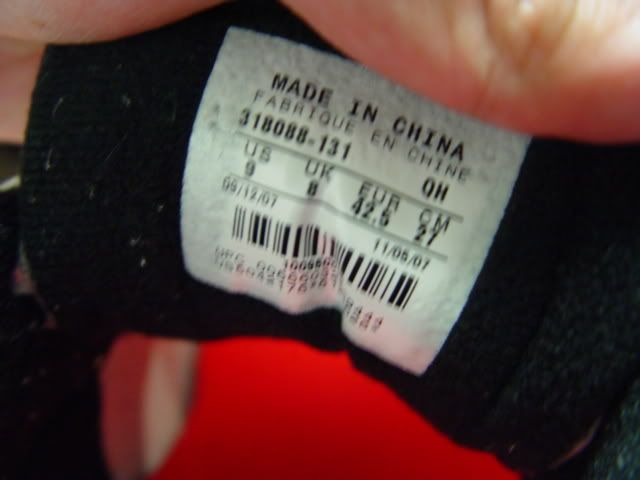 MADE IN CHINA
FABRIQUE EN CHINE
318088-131 QH
US UK EUR CM
9 8 42.5 27
09/12/07 11/05/07